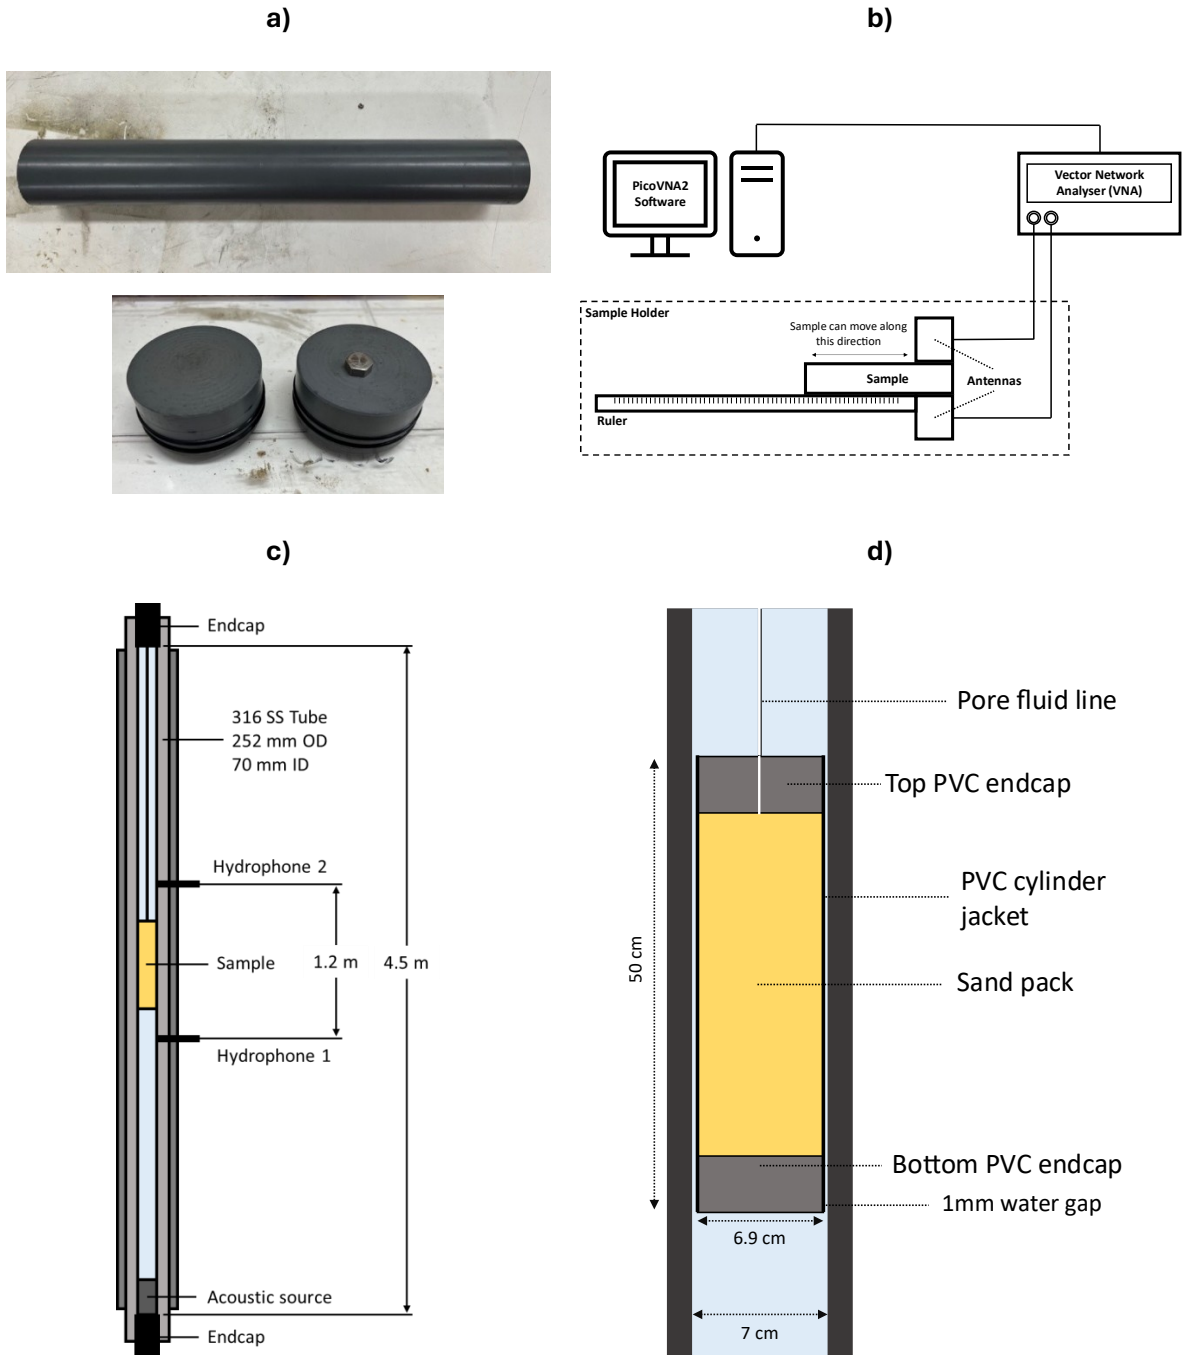 a)
b)
PicoVNA2
Software
Vector Network
Analyser (VNA)
Sample Holder
Sample can move along
this direction
Sample
Antennas
Ruler
c)
d)
Endcap
316 SS Tube
252 mm OD
70 mm ID
Hydrophone 2
Sample
1.2 m
4.5 m
Hydrophone 1
Acoustic source
Endcap
Pore fluid line
Top PVC endcap
PVC cylinder
jacket
50 cm
Sand pack
Bottom PVC endcap
1mm water gap
6.9 cm
7 cm